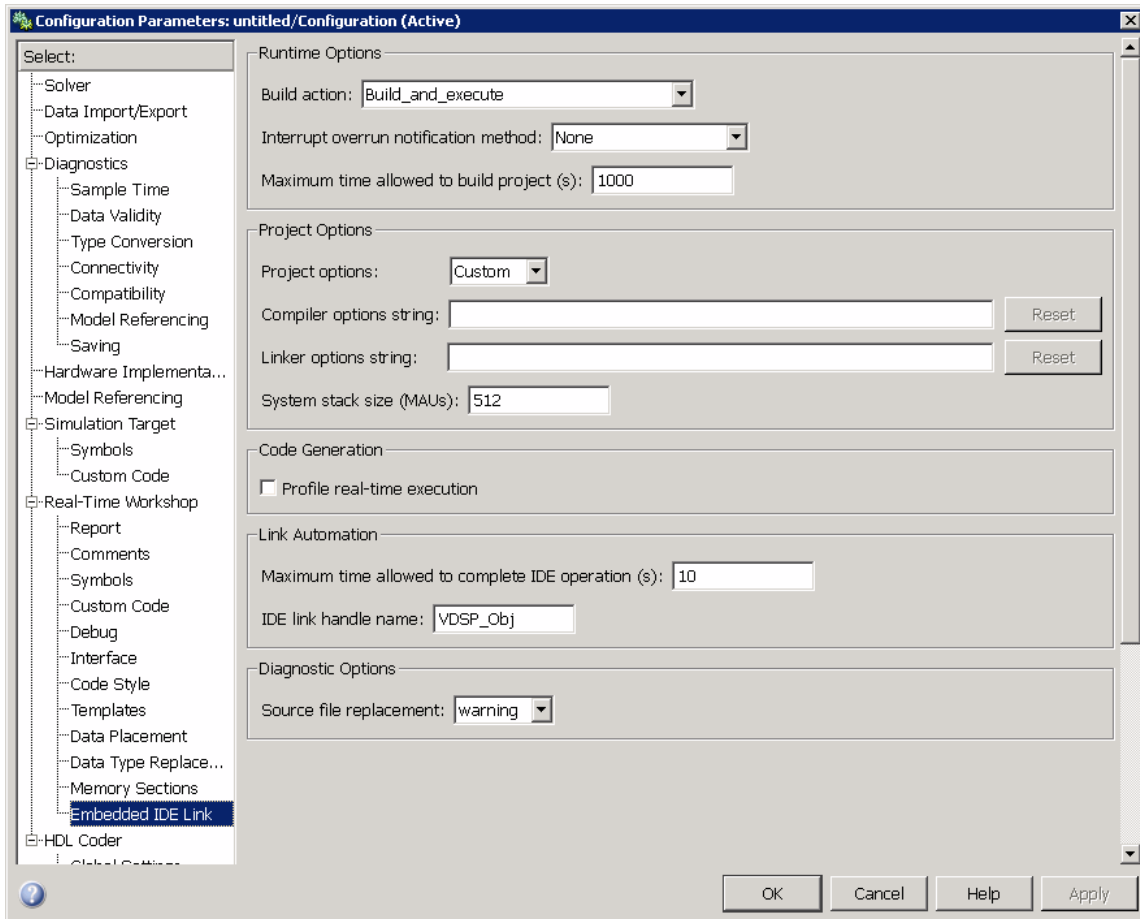 Configuration Parameters: untitled/Configuration (Active)
Select:
Solver
Data Import/Export
Optimization
Diagnostics
Sample Time
Data Validity
Type Conversion
Connectivity
Compatibility
Model Referencing
Saving
Hardware Implementa...
Model Referencing
Simulation Target
Symbols
Custom Code
Real-Time Workshop
Report
Comments
Symbols
Custom Code
Debug
Interface
Code Style
Templates
Data Placement
Data Type Replace...
Memory Sections
Embedded IDE Link
HDL Coder
Runtime Options
Build action: Build_and_execute
Interrupt overrun notification method: None
Maximum time allowed to build project (s): 1000
Project Options
Project options: Custom
Compiler options string: Reset
Linker options string: Reset
System stack size (MAUs): 512
Code Generation
Profile real-time execution
Link Automation
Maximum time allowed to complete IDE operation (s): 10
IDE link handle name: VDSP_Obj
Diagnostic Options
Source file replacement: warning
OK Cancel Help Apply